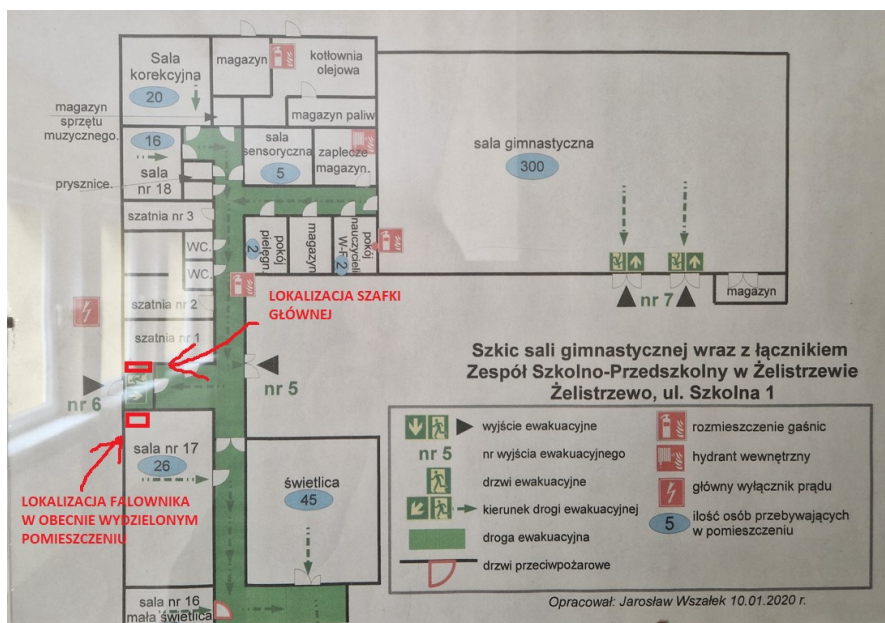 Sala
korekcyjna
20
magazyn
kotłownia
olejowa
magazyn
sprzętu
muzycznego.
magazyn paliw
16
sala
nr 18
sala
sensoryczna
5
zaplecze
magazyn.
sala gimnastyczna
300
prysznice.
szatnia nr 3
WC.
WC.
pokój
pielęgn.
2
magazyn
pokój
nauczycieli
W-F
2
szatnia nr 2
szatnia nr 1
LOKALIZACJA SZAFKI
GŁÓWNEJ
nr 7
magazyn
nr 6
nr 5
Szkic sali gimnastycznej wraz z łącznikiem
Zespół Szkolno-Przedszkolny w Żelistrzewie
Żelistrzewo, ul. Szkolna 1
sala nr 17
26
świetlica
45
LOKALIZACJA FALOWNIKA
W OBECNIE WYDZIELONYM
POMIESZCZENIU
sala nr 16
mała świetlica
wyjście ewakuacyjne
nr 5
nr wyjścia ewakuacyjnego
drzwi ewakuacyjne
kierunek drogi ewakuacyjnej
droga ewakuacyjna
drzwi przeciwpożarowe
rozmieszczenie gaśnic
hydrant wewnętrzny
główny wyłącznik prądu
5
ilość osób przebywających
w pomieszczeniu
Opracował: Jarosław Wszałek 10.01.2020 r.